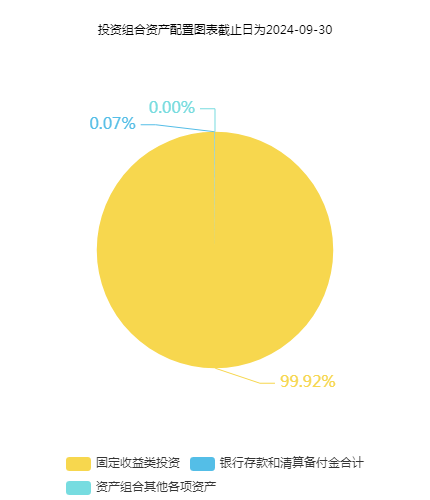 投资组合资产配置图表截止日为2024-09-30
0.00%
0.07%
99.92%
固定收益类投资
银行存款和清算备付金合计
资产组合其他各项资产